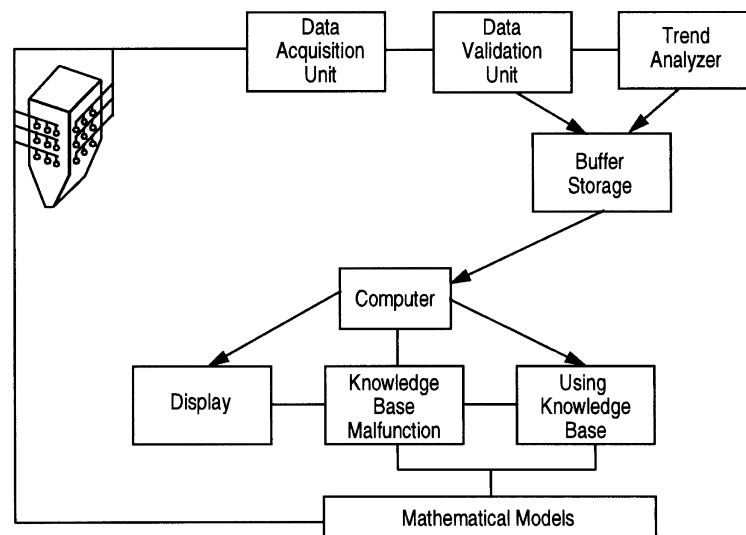 Data
Acquisition
Unit
Data
Validation
Unit
Trend
Analyzer
Buffer
Storage
Computer
Display
Knowledge
Base
Malfunction
Using
Knowledge
Base
Mathematical Models